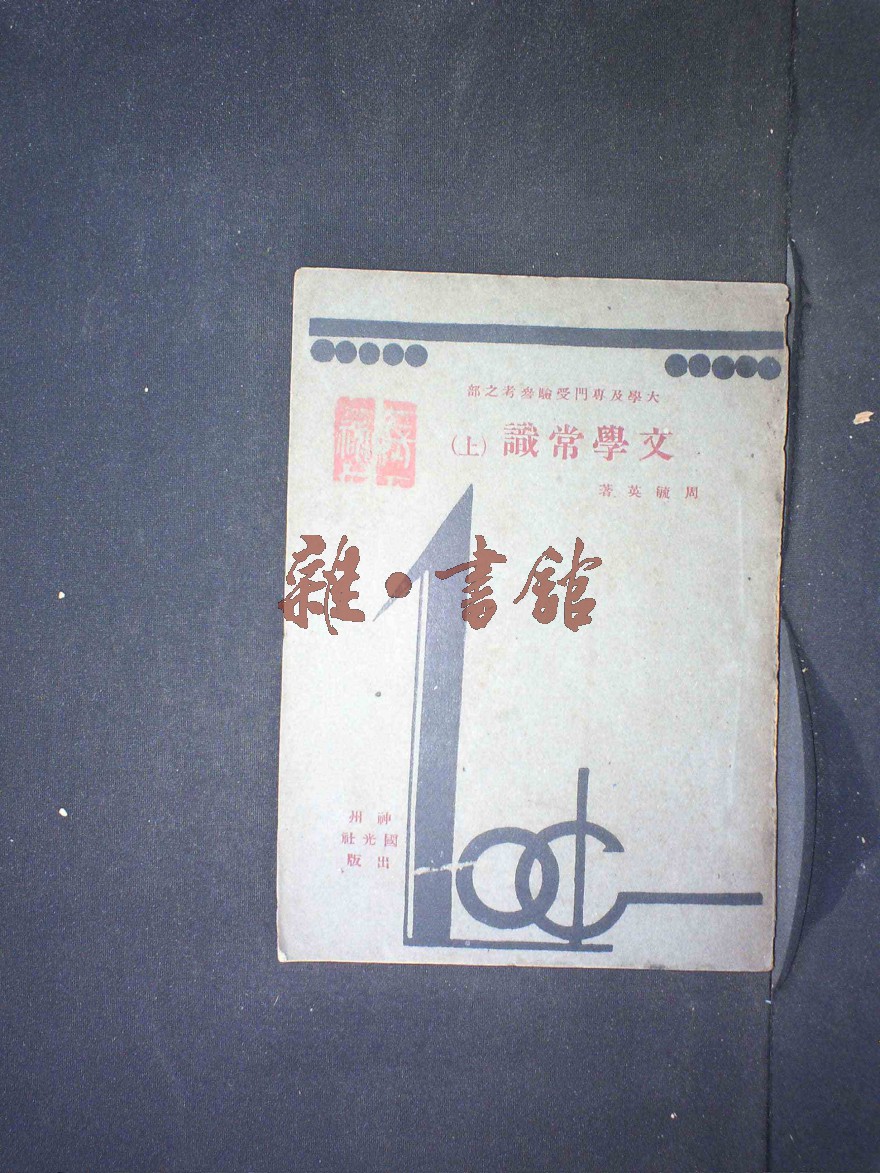 大學及專門受驗參考之部
文學常識(上)
周毓英著
雜·書館
神州
國光社
出版